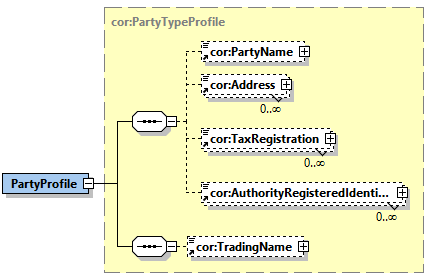 cor:PartyTypeProfile
cor:PartyName
cor:Address
0..∞
cor:TaxRegistration
0..∞
PartyProfile
cor:AuthorityRegisteredIdenti...
0..∞
cor:TradingName